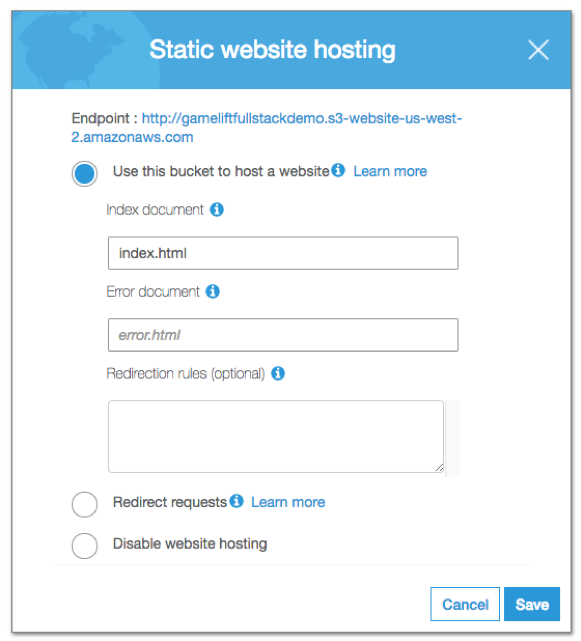 Static website hosting
Endpoint : http://gameliftfullstackdemo.s3-website-us-west-
2.amazonaws.com
Use this bucket to host a website Learn more
Index document
index.html
Error document
error.html
Redirection rules (optional)
Redirect requests Learn more
Disable website hosting
Cancel Save